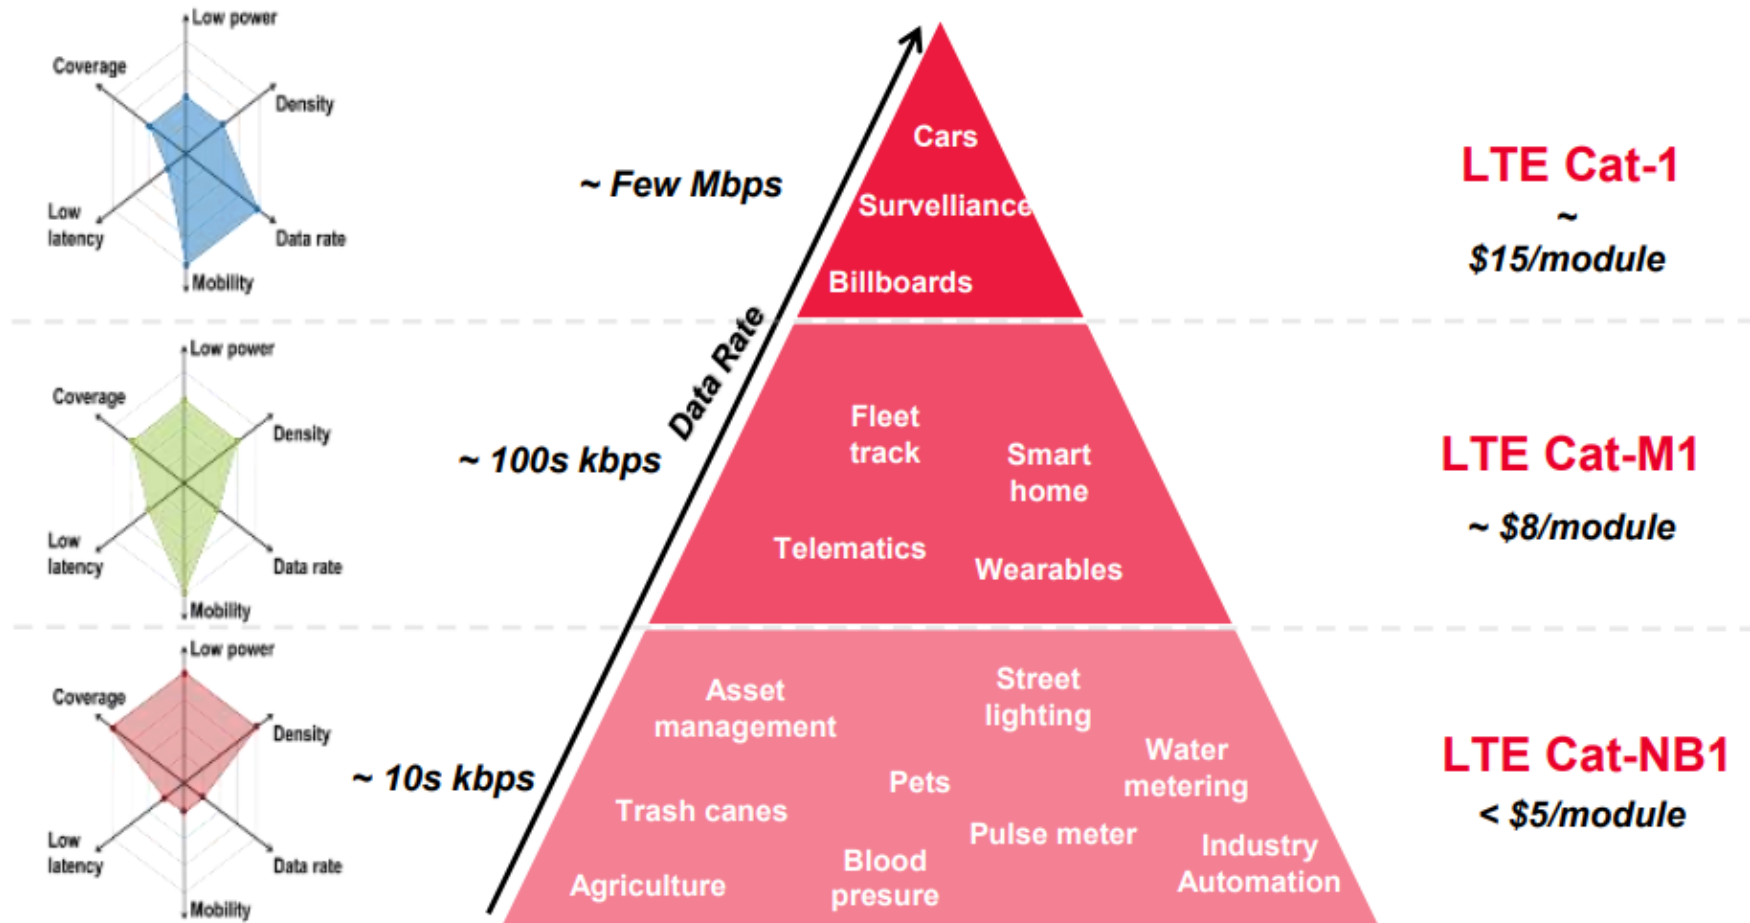 Low power
Coverage
Density
Low
latency
Data rate
Mobility
~ Few Mbps
Cars
Survelliance
Billboards
LTE Cat-1
~
$15/module
Data Rate
Low power
Coverage
Density
Low
latency
Data rate
Mobility
~ 100s kbps
Fleet
track
Smart
home
Telematics
Wearables
LTE Cat-M1
~ $8/module
Low power
Coverage
Density
Low
latency
Data rate
Mobility
~ 10s kbps
Asset
management
Street
lighting
Water
metering
Pets
Trash canes
Pulse meter
Industry
Automation
Blood
presure
Agriculture
LTE Cat-NB1
< $5/module